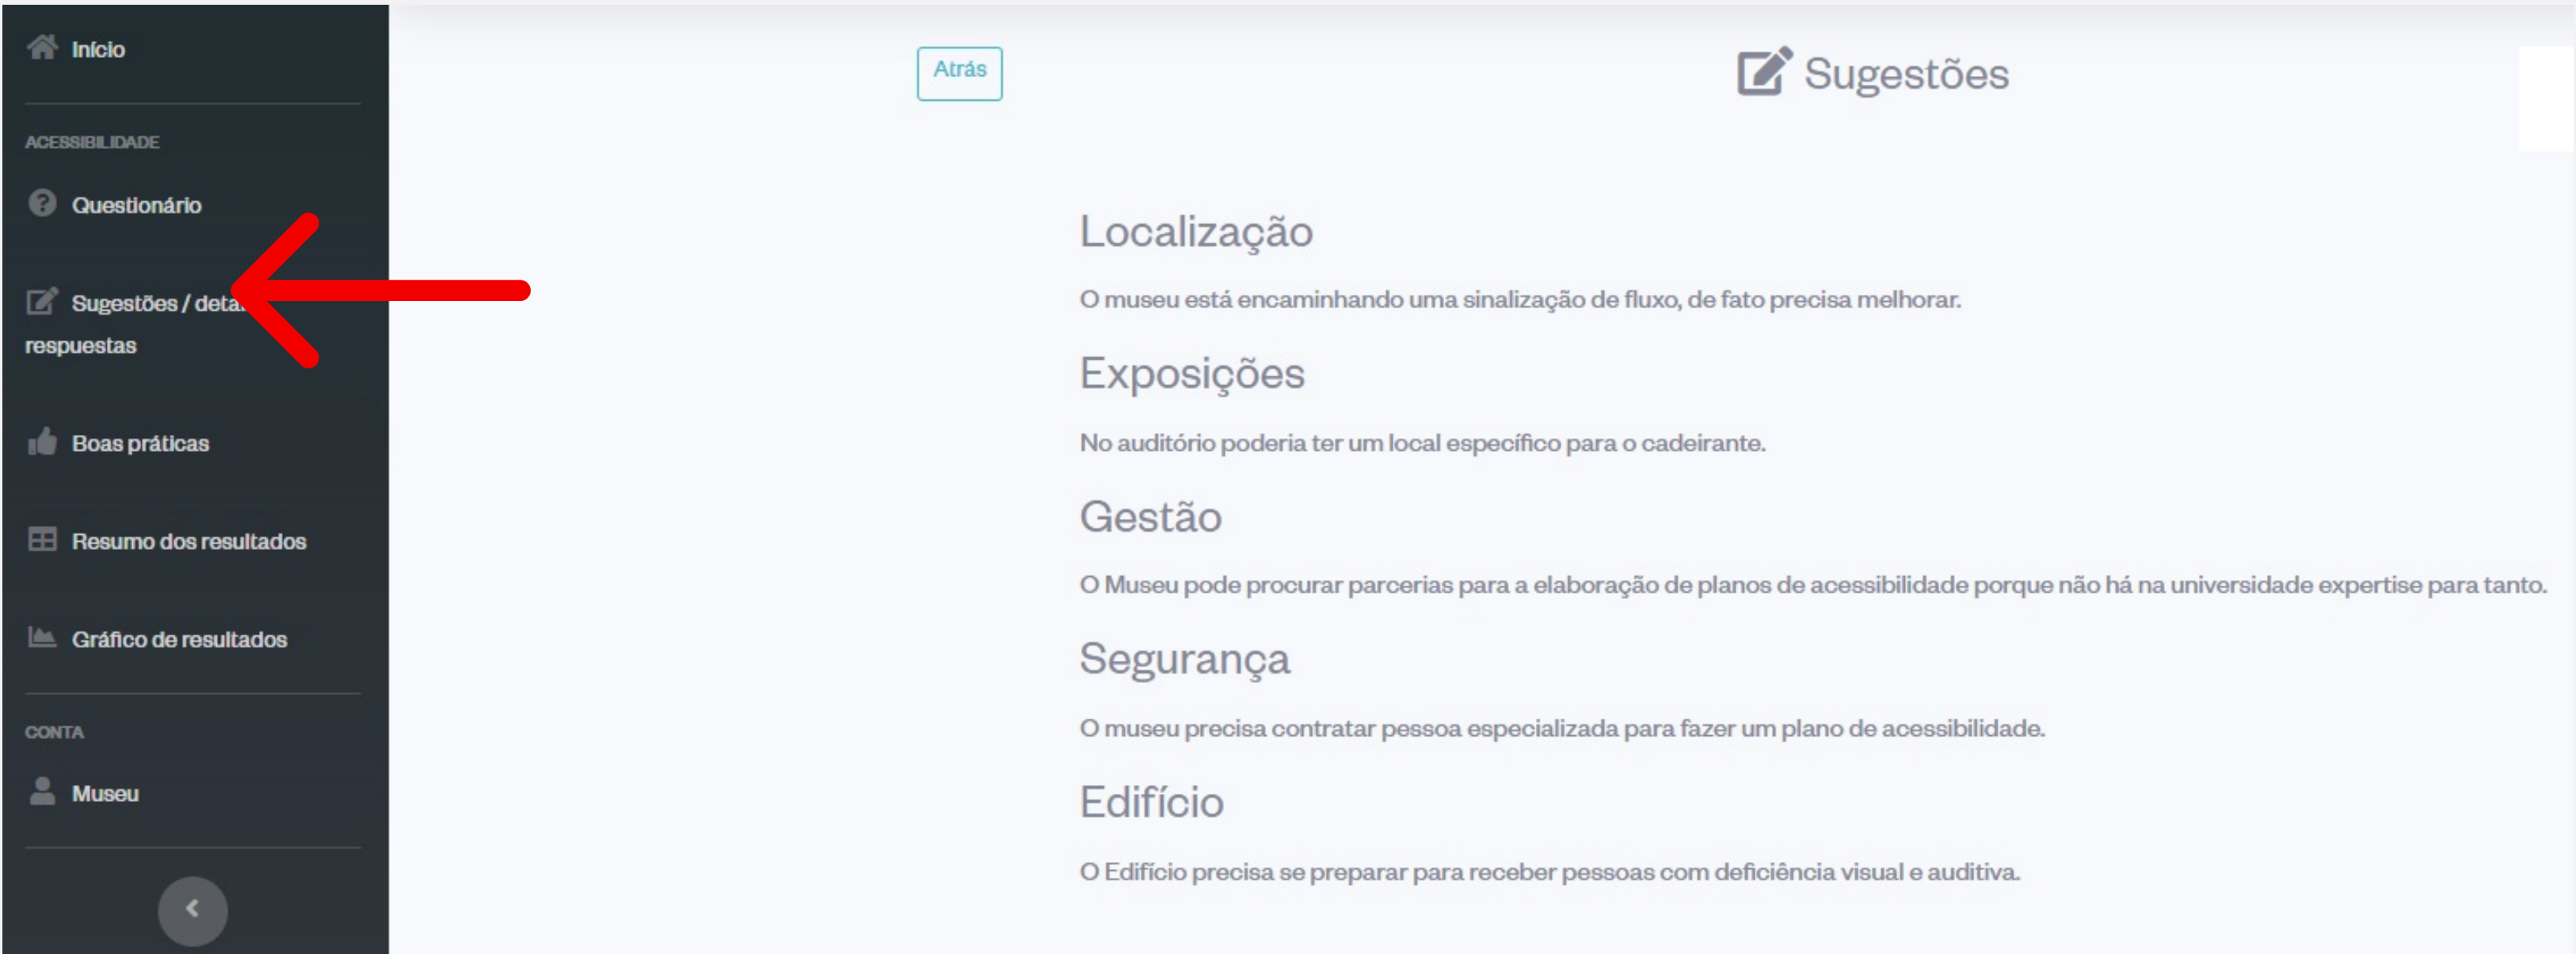 Início
ACESSIBILIDADE
Questionário
Sugestões /
respuestas
Boas práticas
Resumo dos resultados
Gráfico de resultados
CONTA
Museu
Atrás
Sugestões
Localização
O museu está encaminhando uma sinalização de fluxo, de fato precisa melhorar.
Exposições
No auditório poderia ter um local específico para o cadeirante.
Gestão
O Museu pode procurar parcerias para a elaboração de planos de acessibilidade porque não há na universidade expertise para tanto.
Segurança
O museu precisa contratar pessoa especializada para fazer um plano de acessibilidade.
Edifício
O Edifício precisa se preparar para receber pessoas com deficiência visual e auditiva.